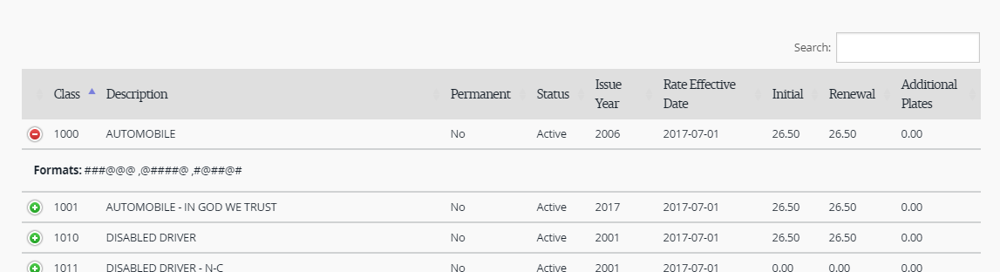 Search:
Class Description Permanent Status Issue Year Rate Effective Date Initial Renewal Additional Plates
1000 AUTOMOBILE No Active 2006 2017-07-01 26.50 26.50 0.00
Formats: ###@@@ ,@####@ ,#@##@#
1001 AUTOMOBILE - IN GOD WE TRUST No Active 2017 2017-07-01 26.50 26.50 0.00
1010 DISABLED DRIVER No Active 2001 2017-07-01 26.50 26.50 0.00
1011 DISABLED DRIVER - N-C No Active 2001 2017-07-01 0.00 0.00 0.00